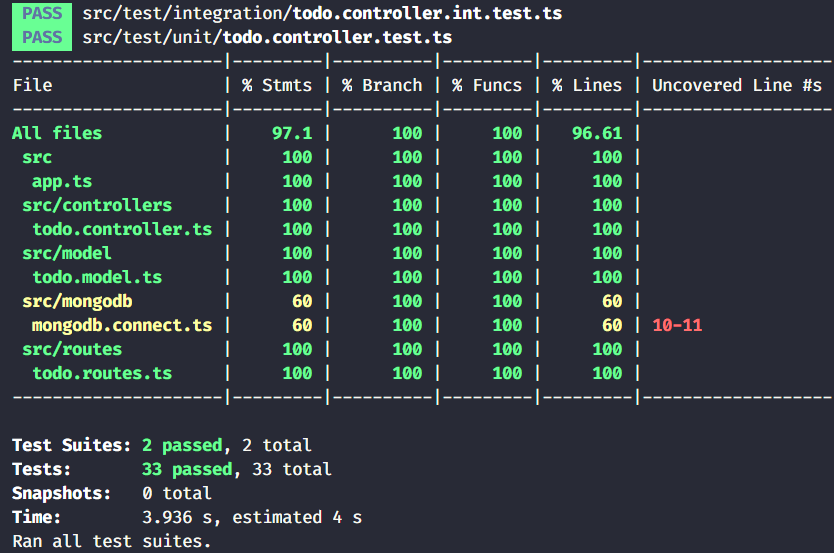 PASS  src/test/integration/todo.controller.int.test.ts
PASS  src/test/unit/todo.controller.test.ts
---------------------|---------|----------|---------|---------|-------------------
File                 | % Stmts | % Branch | % Funcs | % Lines | Uncovered Line #s
---------------------|---------|----------|---------|---------|-------------------
All files            |    97.1 |      100 |     100 |   96.61 |
 src                 |     100 |      100 |     100 |     100 |
  app.ts             |     100 |      100 |     100 |     100 |
 src/controllers     |     100 |      100 |     100 |     100 |
  todo.controller.ts |     100 |      100 |     100 |     100 |
 src/model           |     100 |      100 |     100 |     100 |
  todo.model.ts      |     100 |      100 |     100 |     100 |
 src/mongodb         |      60 |      100 |     100 |      60 |
  mongodb.connect.ts |      60 |      100 |     100 |      60 | 10-11
 src/routes          |     100 |      100 |     100 |     100 |
  todo.routes.ts     |     100 |      100 |     100 |     100 |
---------------------|---------|----------|---------|---------|-------------------
Test Suites: 2 passed, 2 total
Tests:       33 passed, 33 total
Snapshots:   0 total
Time:        3.936 s, estimated 4 s
Ran all test suites.